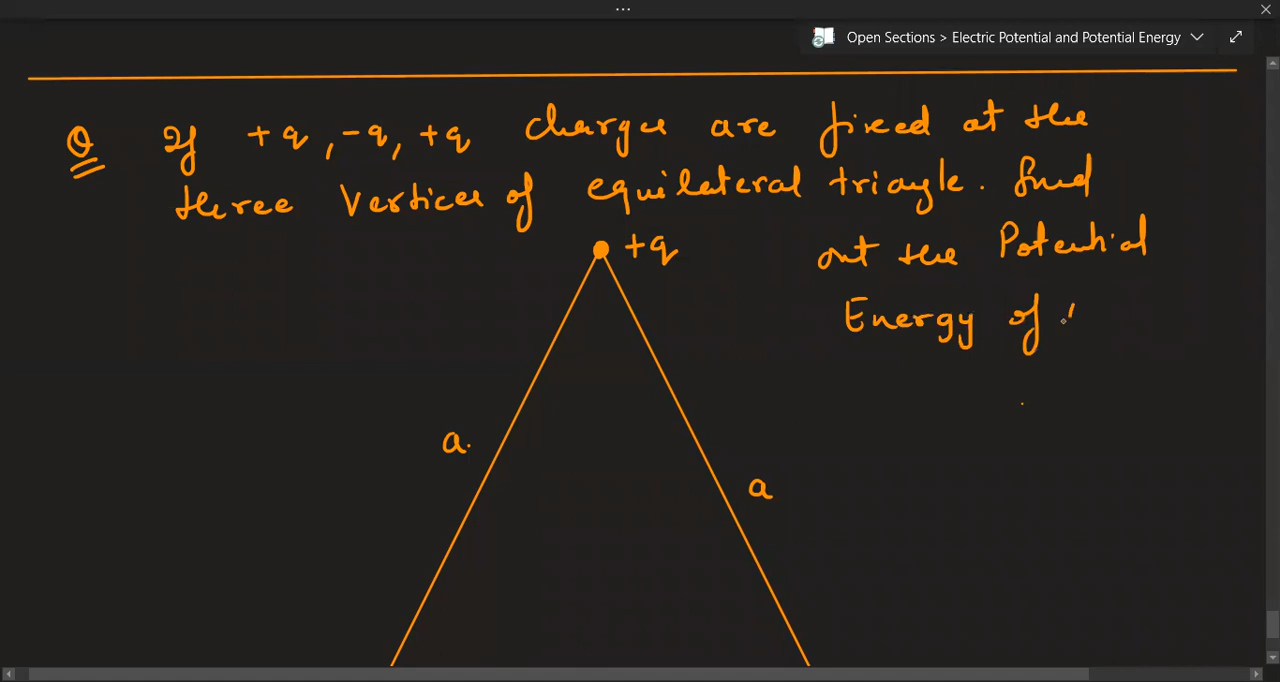 ...
Open Sections > Electric Potential and Potential Energy
Q If +q, -q, +q charges are fixed at the
three vertices of equilateral triangle. find
out the Potential
Energy of
+q
a.
a